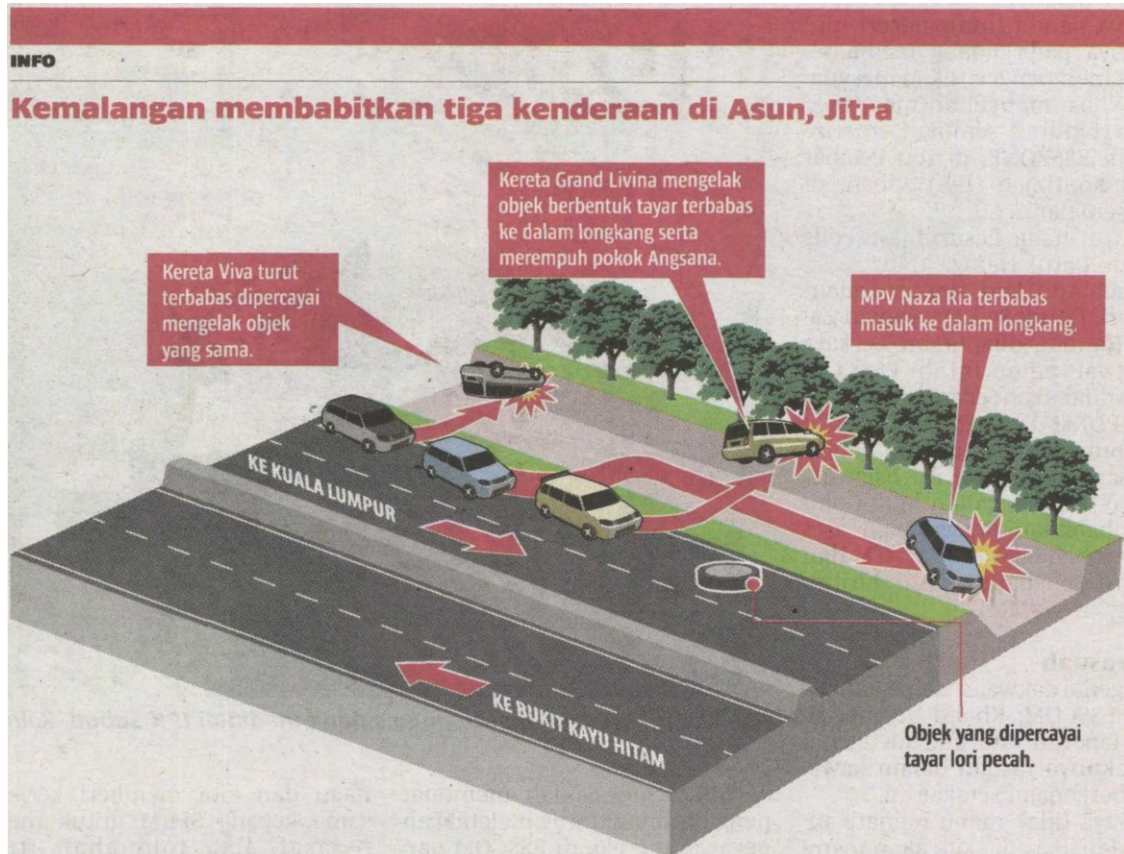 INFO
Kemalangan membabitkan tiga kenderaan di Asun, Jitra
Kereta Grand Livina mengelak
objek berbentuk tayar terbabas
ke dalam longkang serta
merempuh pokok Angsana.
Kereta Viva turut
terbabas dipercayai
mengelak objek
yang sama.
MPV Naza Ria terbabas
masuk ke dalam longkang.
KE KUALA LUMPUR
KE BUKIT KAYU HITAM
Objek yang dipercayai
tayar lori pecah.